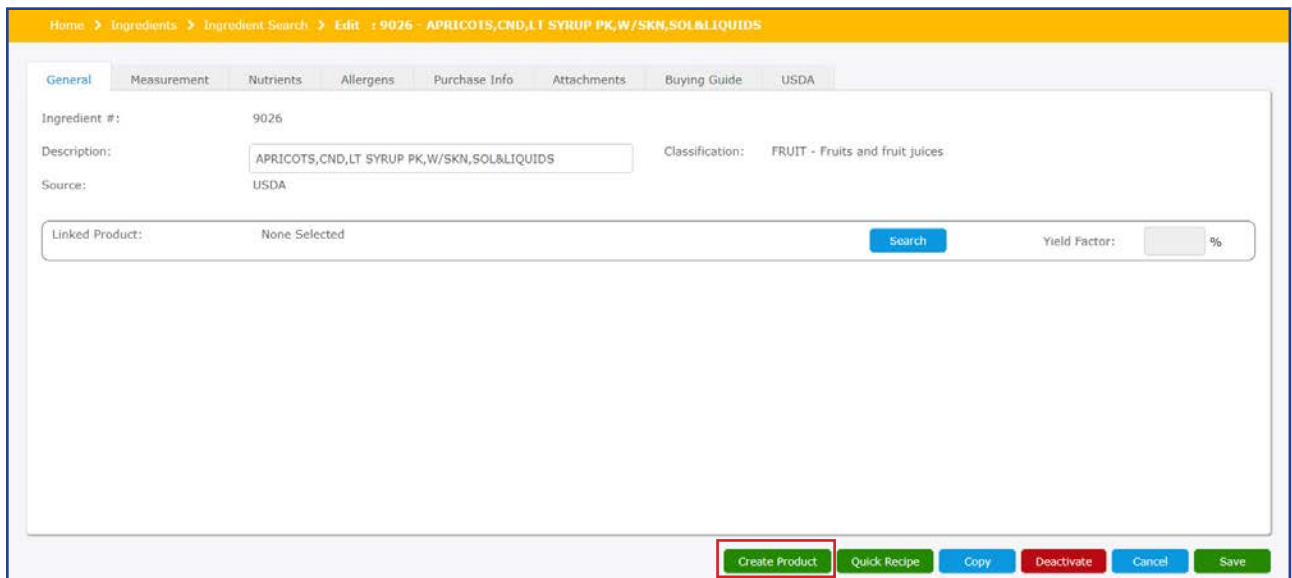 Home > Ingredients > Ingredient Search > Edit : 9026 - APRICOTS,CND,LT SYRUP PK,W/SKN,SOL&LIQUIDS
General Measurement Nutrients Allergens Purchase Info Attachments Buying Guide USDA
Ingredient #: 9026
Description: APRICOTS,CND,LT SYRUP PK,W/SKN,SOL&LIQUIDS Classification: FRUIT - Fruits and fruit juices
Source: USDA
Linked Product: None Selected Search Yield Factor: %
Create Product Quick Recipe Copy Deactivate Cancel Save